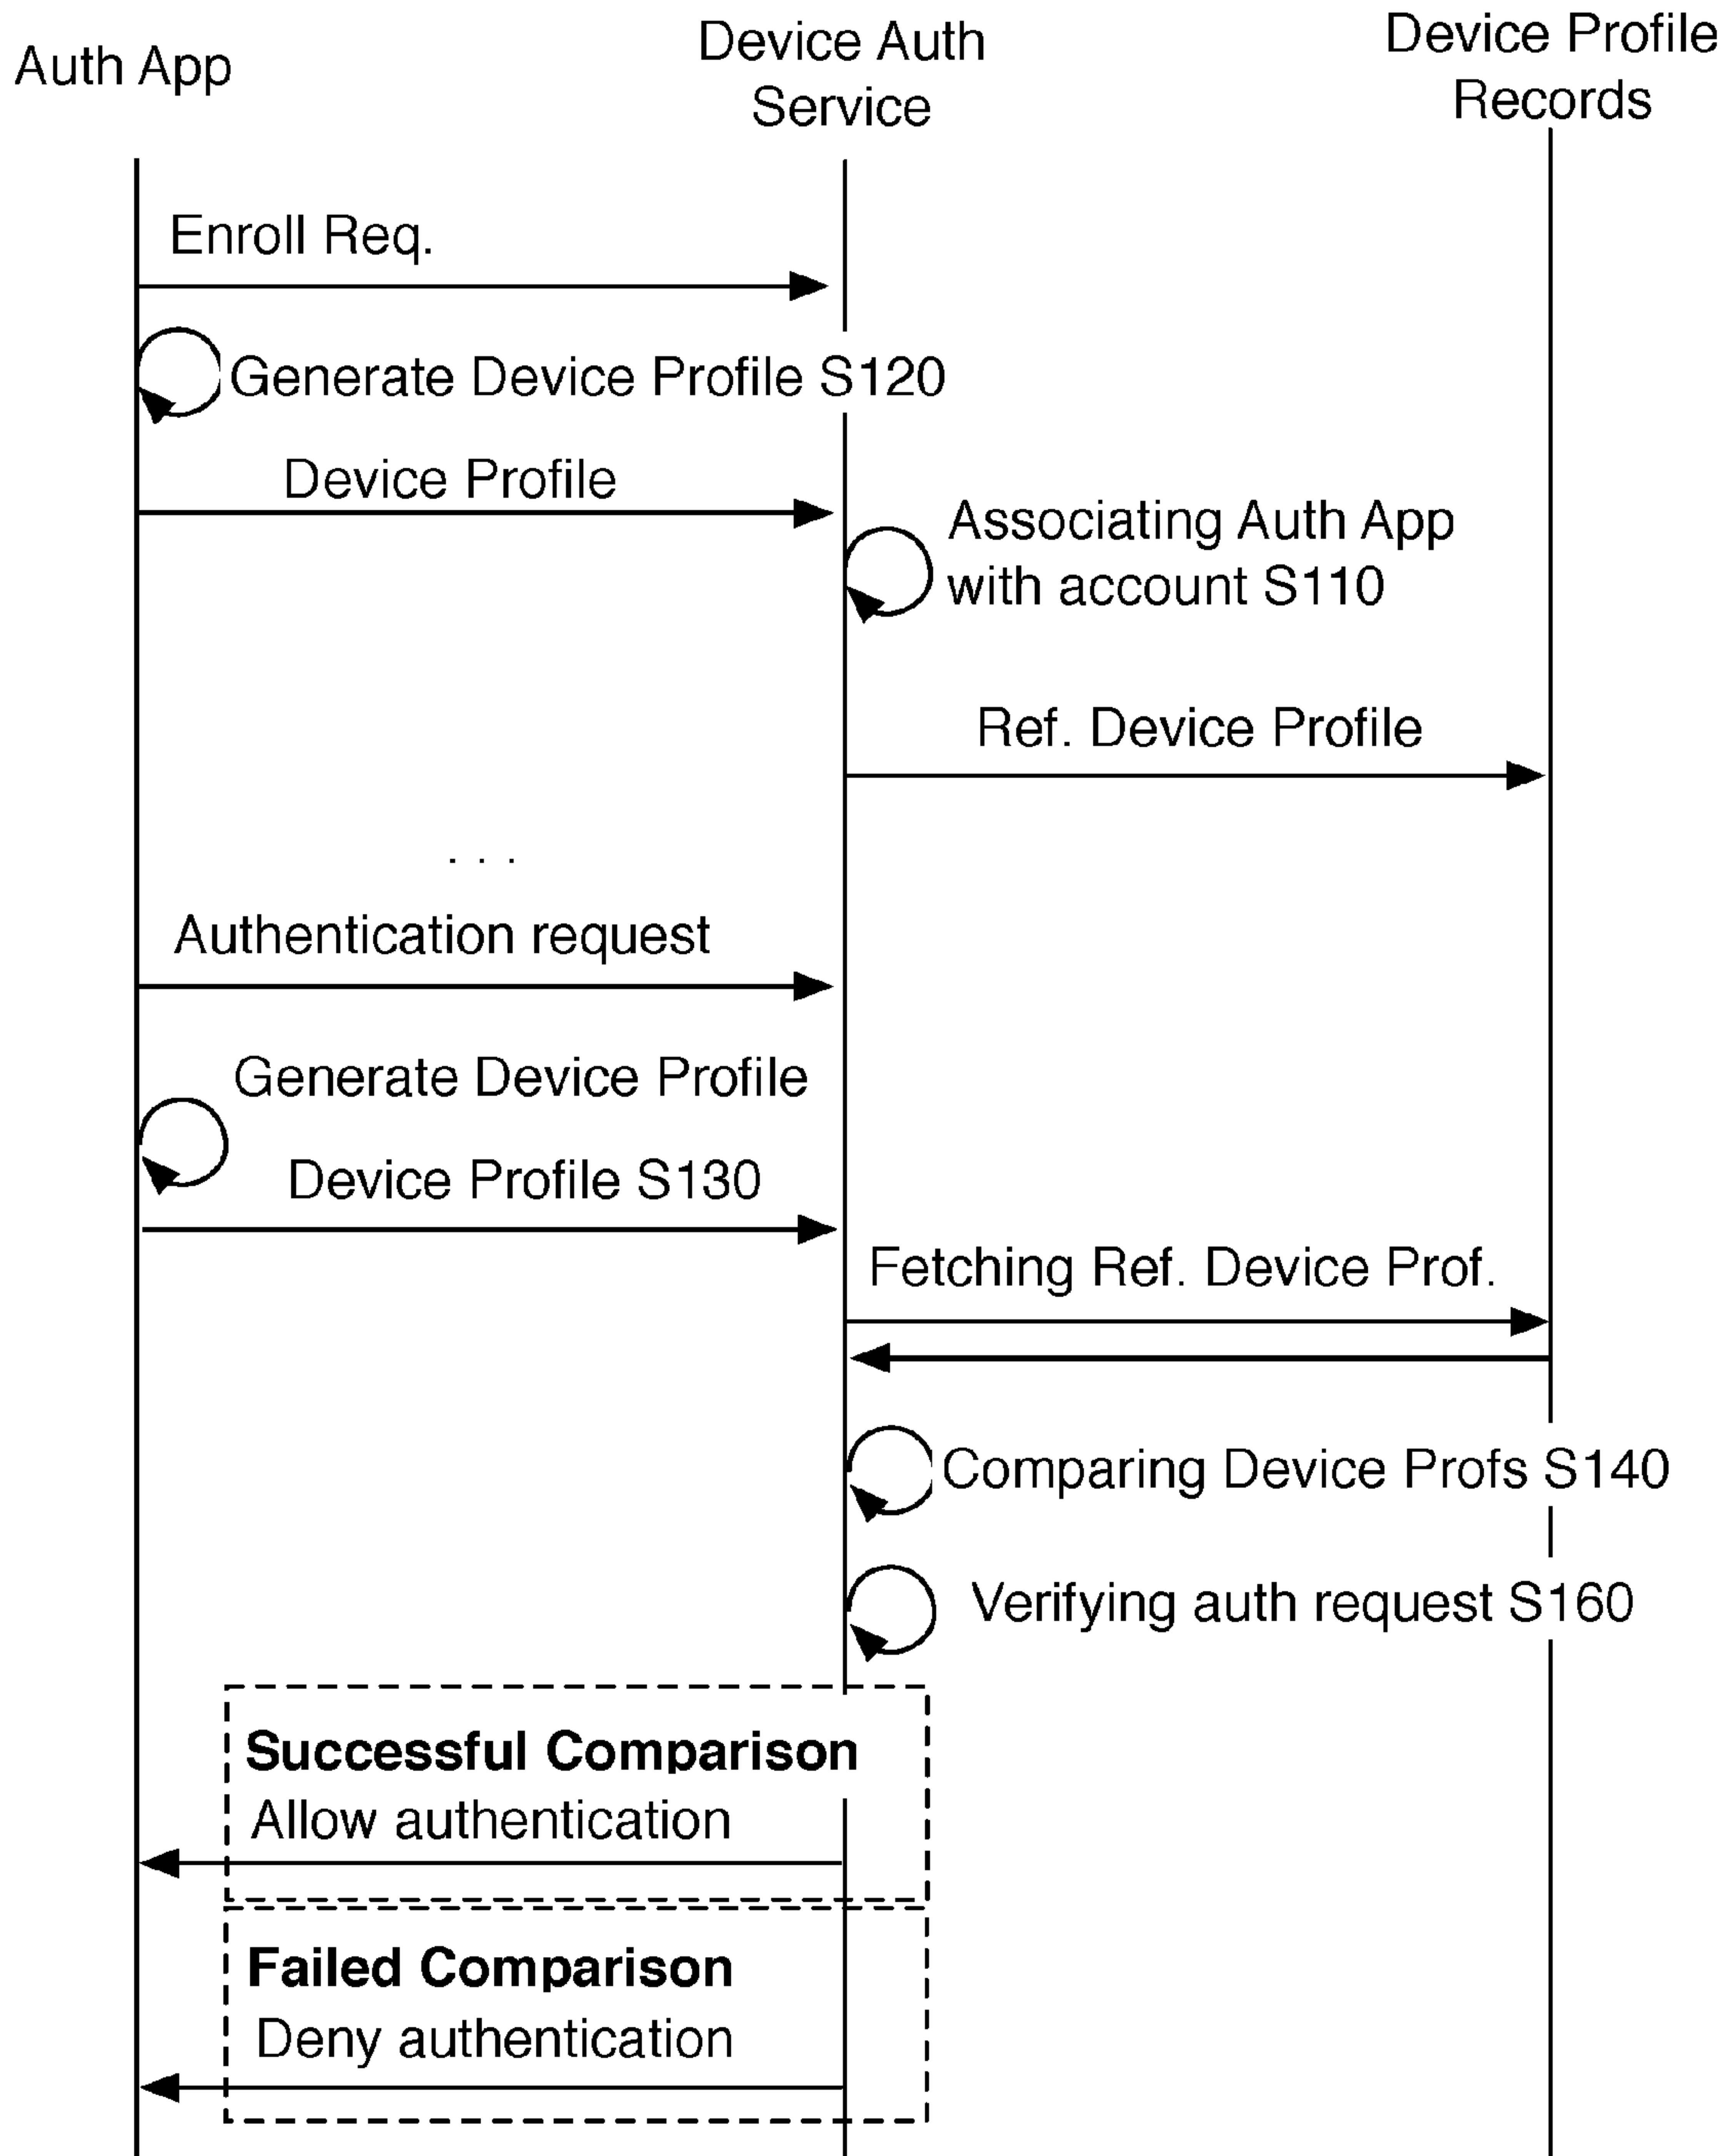 Auth App
Device Auth
Service
Device Profile
Records
Enroll Req.
Generate Device Profile S120
Device Profile
Associating Auth App
with account S110
Ref. Device Profile
. . .
Authentication request
Generate Device Profile
Device Profile S130
Fetching Ref. Device Prof.
Comparing Device Profs S140
Verifying auth request S160
Successful Comparison
Allow authentication
Failed Comparison
Deny authentication